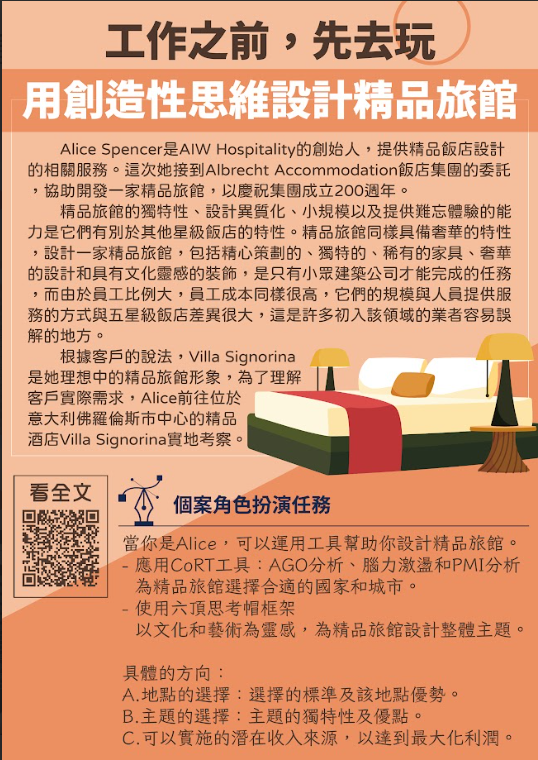 工作之前，先去玩
用創造性思維設計精品旅館
Alice Spencer是AIW Hospitality的創始人，提供精品飯店設計
的相關服務。這次她接到Albrecht Accommodation飯店集團的委託
，協助開發一家精品旅館，以慶祝集團成立200週年。
精品旅館的獨特性、設計異質化、小規模以及提供難忘體驗的能
力是它們有別於其他星級飯店的特性。精品旅館同樣具備奢華的特性
，設計一家精品旅館，包括精心策劃的、獨特的、稀有的家具、奢華
的設計和具有文化靈感的裝飾，是只有小眾建築公司才能完成的任務
，而由於員工比例大，員工成本同樣很高，它們的規模與人員提供服
務的方式與五星級飯店差異很大，這是許多初入該領域的業者容易誤
解的地方。
根據客戶的說法，Villa Signorina
是她理想中的精品旅館形象，為了理解
客戶實際需求，Alice前往位於
意大利佛羅倫斯市中心的精品
酒店Villa Signorina實地考察。
看全文
個案角色扮演任務
當你是Alice，可以運用工具幫助你設計精品旅館。
- 應用CoRT工具：AGO分析、腦力激盪和PMI分析
為精品旅館選擇合適的國家和城市。
- 使用六頂思考帽框架
以文化和藝術為靈感，為精品旅館設計整體主題。
具體的方向：
A.地點的選擇：選擇的標準及該地點優勢。
B.主題的選擇：主題的獨特性及優點。
C.可以實施的潛在收入來源，以達到最大化利潤。